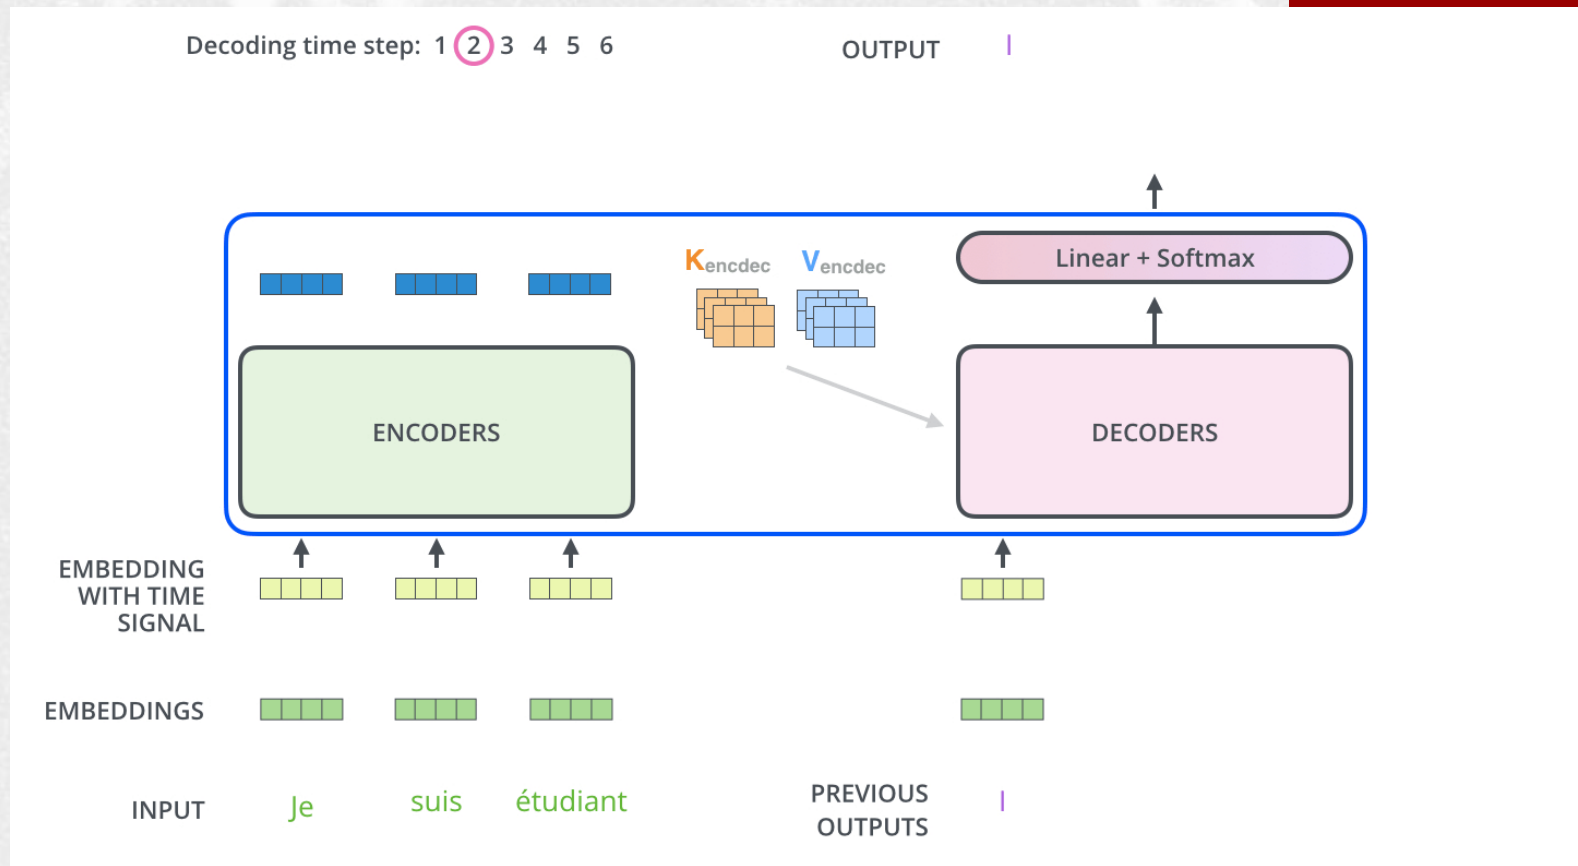 Decoding time step: 1 2 3 4 5 6
OUTPUT I
Kencdec Vencdec
Linear + Softmax
ENCODERS
DECODERS
EMBEDDING
WITH TIME
SIGNAL
EMBEDDINGS
INPUT Je suis étudiant
PREVIOUS
OUTPUTS
I